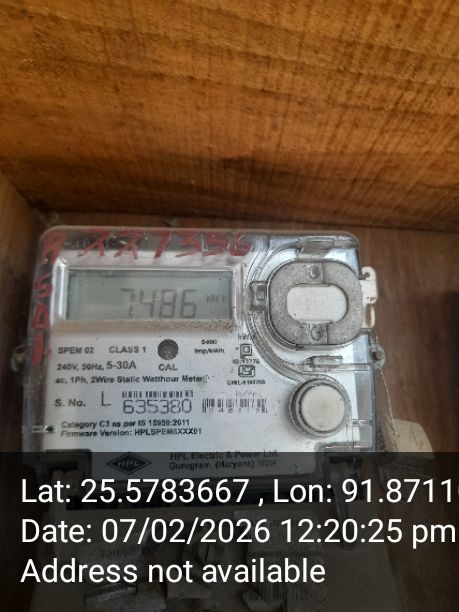 227356
7486 kWh
SPEM 02 CLASS 1
240V, 50Hz, 5-30A CAL
ac, 1Ph, 2Wire Static Watthour Meter
S. No. L 635380
Category C3 as per IS 15959:2011
Firmware Version: HPLSPEM6XXX01
HPL
HPL Electric & Power Ltd.
Gurugram, (Haryana) INDIA
Lat: 25.5783667 , Lon: 91.8711
Date: 07/02/2026 12:20:25 pm
Address not available